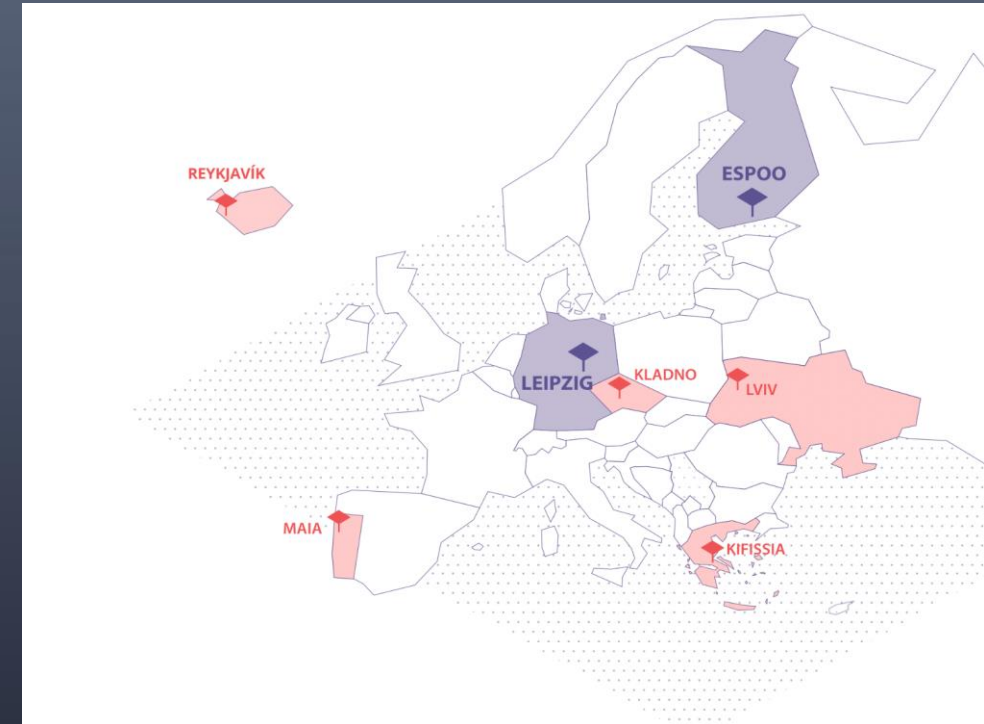 REYKJAVÍK
ESPOO
LEIPZIG
KLADNO
LVIV
MAIA
KIFISSIA